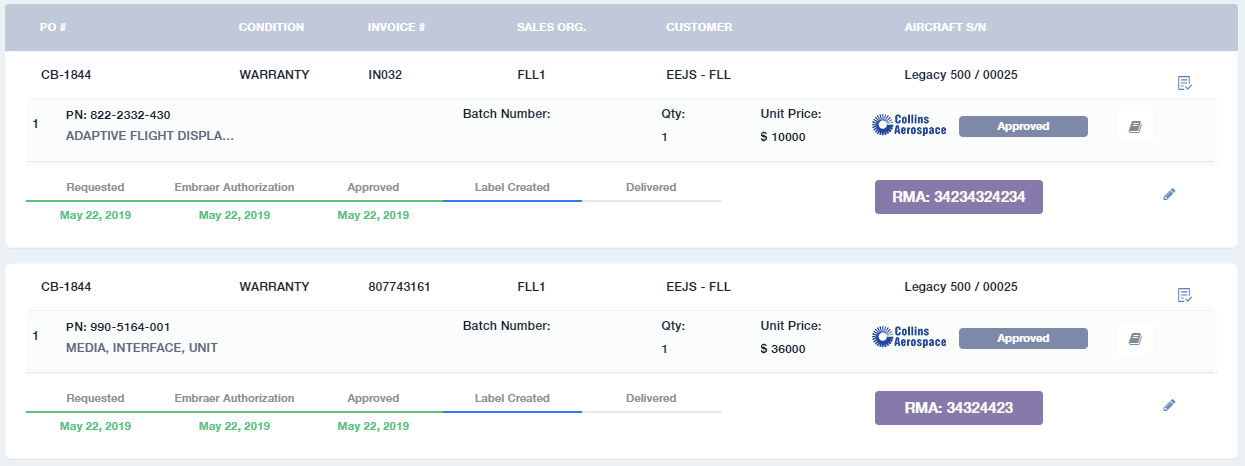 PO # CONDITION INVOICE # SALES ORG. CUSTOMER AIRCRAFT S/N
CB-1844 WARRANTY IN032 FLL1 EEJS - FLL Legacy 500 / 00025
1 PN: 822-2332-430 Batch Number: Qty: Unit Price: Collins Aerospace Approved
ADAPTIVE FLIGHT DISPLA... 1 $ 10000
Requested Embraer Authorization Approved Label Created Delivered
RMA: 34234324234
May 22, 2019 May 22, 2019 May 22, 2019
CB-1844 WARRANTY 807743161 FLL1 EEJS - FLL Legacy 500 / 00025
1 PN: 990-5164-001 Batch Number: Qty: Unit Price: Collins Aerospace Approved
MEDIA, INTERFACE, UNIT 1 $ 36000
Requested Embraer Authorization Approved Label Created Delivered
RMA: 34324423
May 22, 2019 May 22, 2019 May 22, 2019